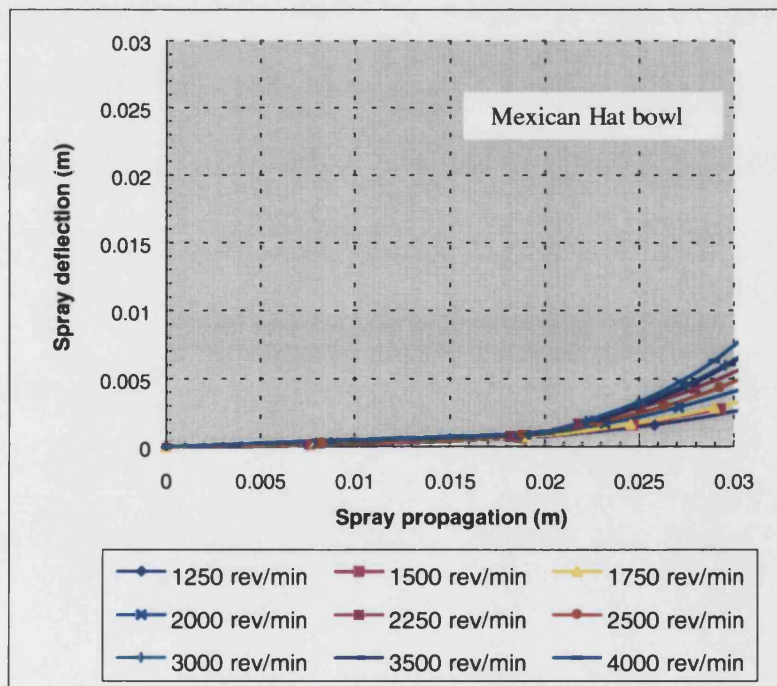 0.03
Mexican Hat bowl
0.025
0.02
0.015
0.01
0.005
0
Spray deflection (m)
0 0.005 0.01 0.015 0.02 0.025 0.03
Spray propagation (m)
1250 rev/min 1500 rev/min 1750 rev/min
2000 rev/min 2250 rev/min 2500 rev/min
3000 rev/min 3500 rev/min 4000 rev/min